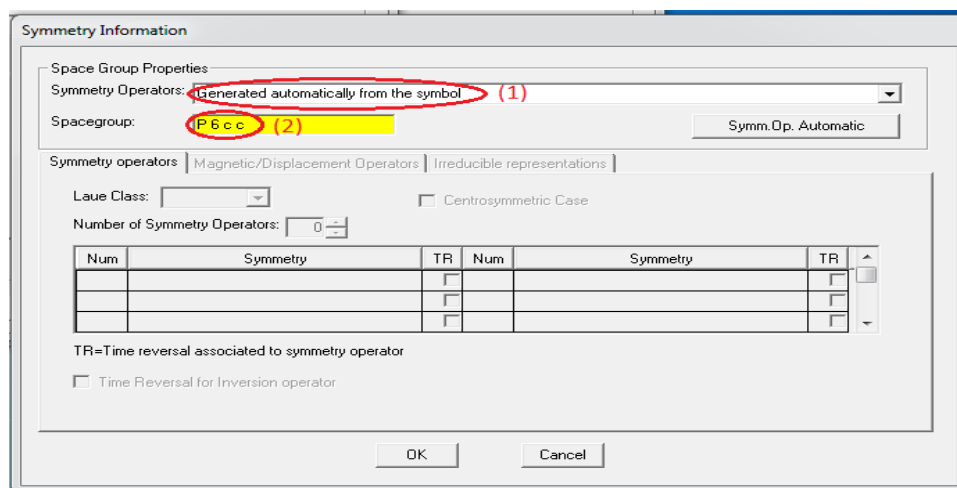 Symmetry Information
Space Group Properties
Symmetry Operators: Generated automatically from the symbol (1)
Spacegroup: P 6 c c (2) Symm.Op. Automatic
Symmetry operators Magnetic/Displacement Operators Irreducible representations
Laue Class: Centrosymmetric Case
Number of Symmetry Operators: 0
Num Symmetry TR Num Symmetry TR
TR=Time reversal associated to symmetry operator
Time Reversal for Inversion operator
OK Cancel